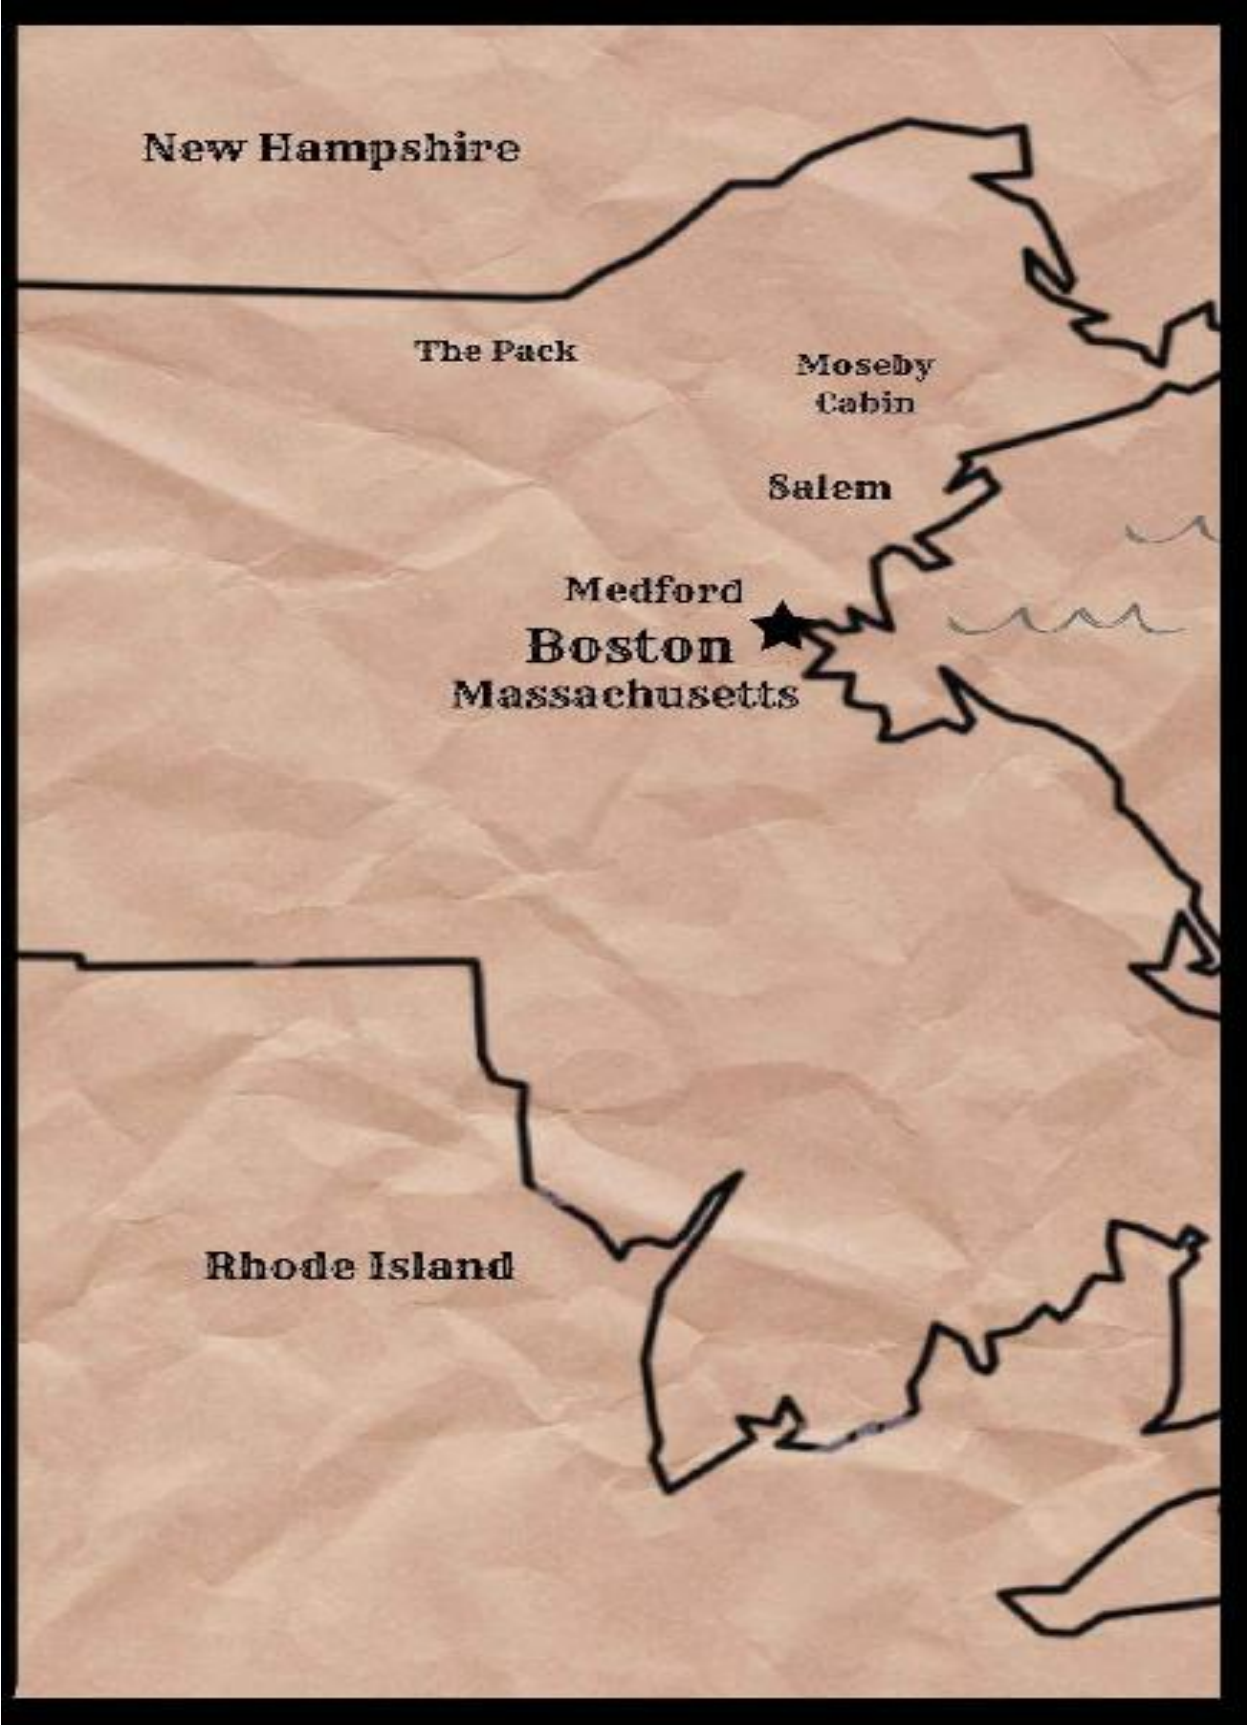 New Hampshire
The Pack
Moseby
Cabin
Salem
Medford
Boston
Massachusetts
Rhode Island